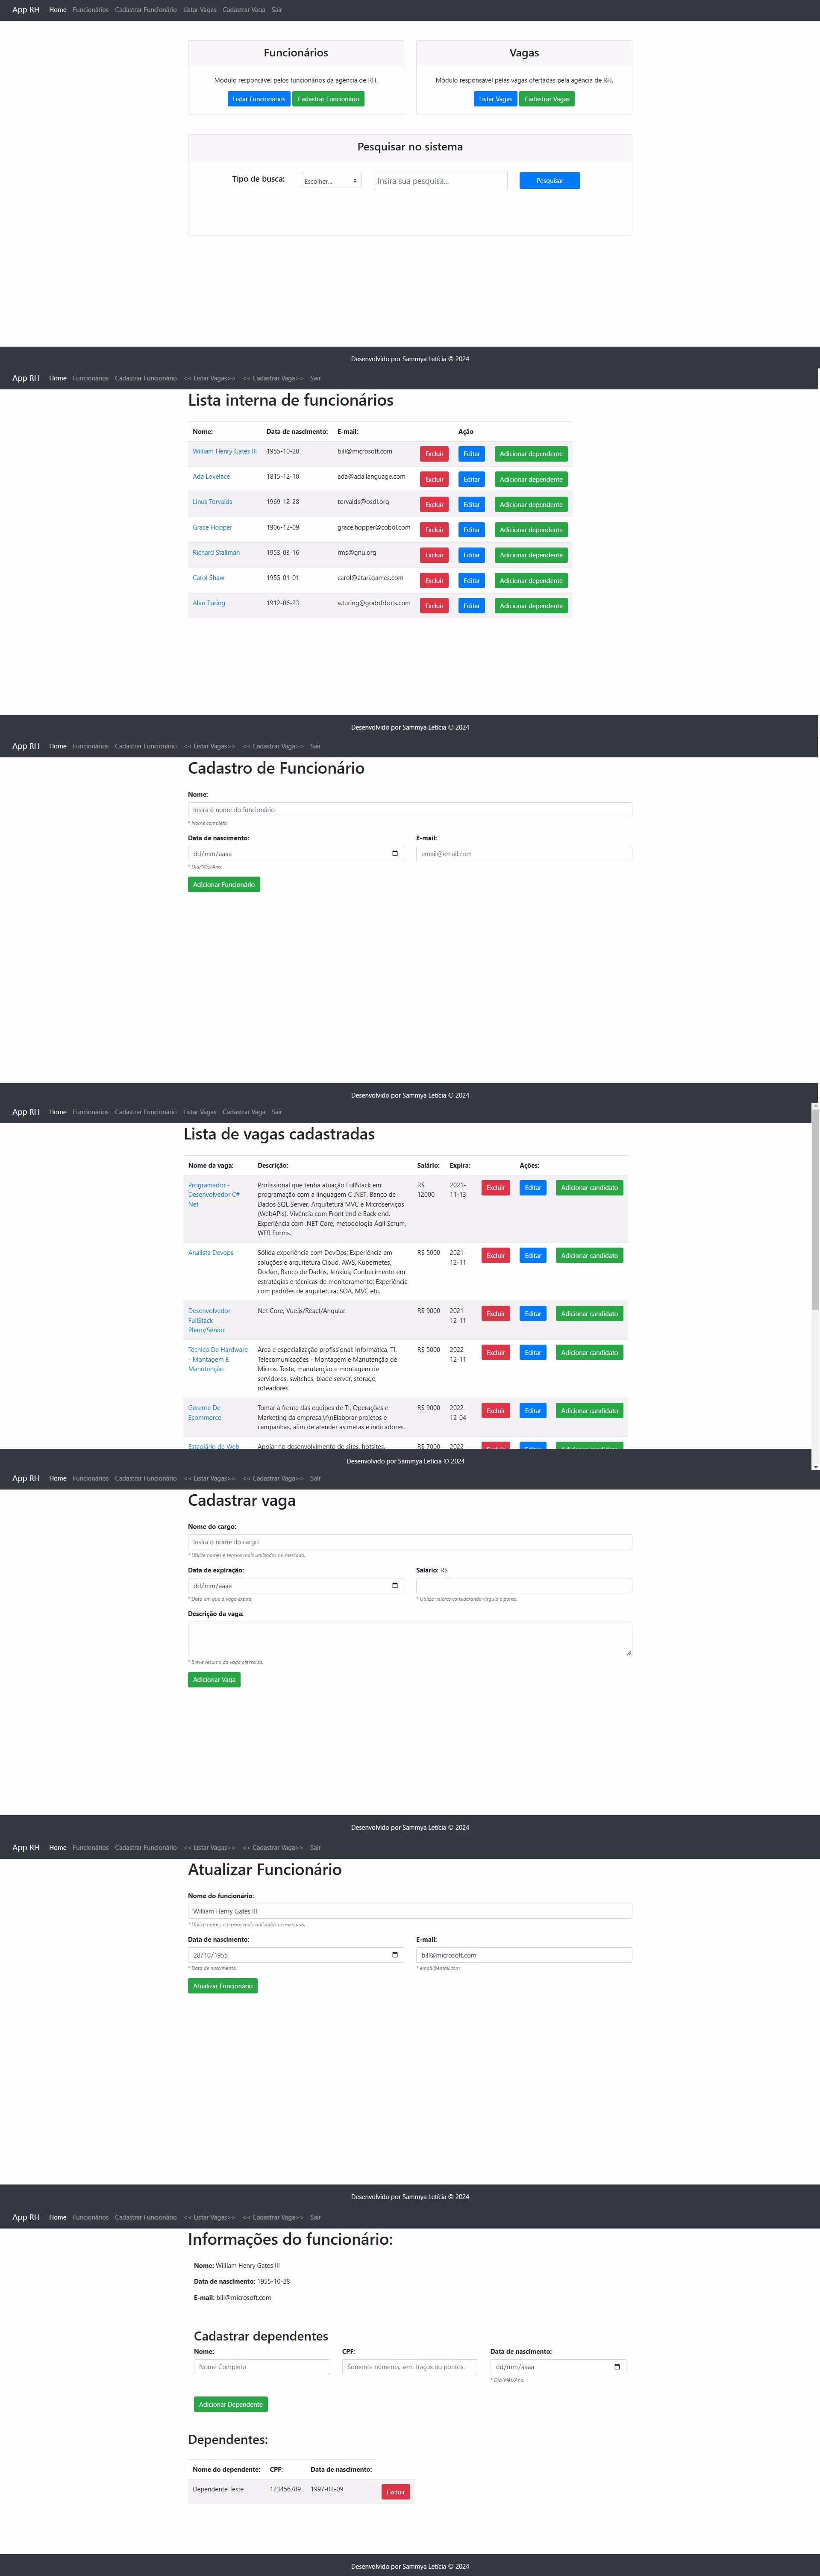 App RH Home Funcionários Cadastrar Funcionário Listar Vagas Cadastrar Vaga Sair
Funcionários
Módulo responsável pelos funcionários da agência de RH.
Listar Funcionários Cadastrar Funcionário
Vagas
Módulo responsável pelas vagas ofertadas pela agência de RH.
Listar Vagas Cadastrar Vagas
Pesquisar no sistema
Tipo de busca: Escolher... Insira sua pesquisa... Pesquisar
Desenvolvido por Sammya Letícia © 2024
App RH Home Funcionários Cadastrar Funcionário << Listar Vagas>> << Cadastrar Vaga>> Sair
Lista interna de funcionários
Nome: Data de nascimento: E-mail: Ação
William Henry Gates III 1955-10-28 bill@microsoft.com Excluir Editar Adicionar dependente
Ada Lovelace 1815-12-10 ada@ada.language.com Excluir Editar Adicionar dependente
Linus Torvalds 1969-12-28 torvalds@osdl.org Excluir Editar Adicionar dependente
Grace Hopper 1906-12-09 grace.hopper@cobol.com Excluir Editar Adicionar dependente
Richard Stallman 1953-03-16 rms@gnu.org Excluir Editar Adicionar dependente
Carol Shaw 1955-01-01 carol@atari.games.com Excluir Editar Adicionar dependente
Alan Turing 1912-06-23 a.turing@godofrbots.com Excluir Editar Adicionar dependente
Desenvolvido por Sammya Letícia © 2024
App RH Home Funcionários Cadastrar Funcionário << Listar Vagas>> << Cadastrar Vaga>> Sair
Cadastro de Funcionário
Nome:
Insira o nome do funcionário
* Nome completo.
Data de nascimento: E-mail:
dd/mm/aaaa email@email.com
* Dia/Mês/Ano.
Adicionar Funcionário
Desenvolvido por Sammya Letícia © 2024
App RH Home Funcionários Cadastrar Funcionário Listar Vagas Cadastrar Vaga Sair
Lista de vagas cadastradas
Nome da vaga: Descrição: Salário: Expira: Ações:
Programador - Profissional que tenha atuação FullStack em R$ 2021- Excluir Editar Adicionar candidato
Desenvolvedor C# programação com a linguagem C .NET, Banco de 12000 11-13
Net Dados SQL Server, Arquitetura MVC e Microserviços
(WebAPIs). Vivência com Front end e Back end.
Experiência com .NET Core, metodologia Ágil Scrum,
WEB Forms.
Analista Devops Sólida experiência com DevOps; Experiência em R$ 5000 2021- Excluir Editar Adicionar candidato
soluções e arquitetura Cloud, AWS, Kubernetes, 12-11
Docker, Banco de Dados, Jenkins; Conhecimento em
estratégias e técnicas de monitoramento; Experiência
com padrões de arquitetura: SOA, MVC etc.
Desenvolvedor Net Core, Vue.js/React/Angular. R$ 9000 2021- Excluir Editar Adicionar candidato
FullStack 12-11
Pleno/Sênior
Técnico De Hardware Área e especialização profissional: Informática, TI, R$ 5000 2022- Excluir Editar Adicionar candidato
- Montagem E Telecomunicações - Montagem e Manutenção de 12-11
Manutenção Micros. Teste, manutenção e montagem de
servidores, switches, blade server, storage,
roteadores.
Gerente De Tomar a frente das equipes de TI, Operações e R$ 9000 2022- Excluir Editar Adicionar candidato
Ecommerce Marketing da empresa.\r\nElaborar projetos e 12-04
campanhas, afim de atender as metas e indicadores.
Estagiário de Web Apoiar no desenvolvimento de sites, hotsites, R$ 7000 2022- Excluir Editar Adicionar candidato
Desenvolvido por Sammya Letícia © 2024
App RH Home Funcionários Cadastrar Funcionário << Listar Vagas>> << Cadastrar Vaga>> Sair
Cadastrar vaga
Nome do cargo:
Insira o nome do cargo
* Utilize nomes e termos mais utilizados no mercado.
Data de expiração: Salário: R$
dd/mm/aaaa
* Data em que a vaga expira. * Utilize valores considerando vírgula e ponto.
Descrição da vaga:
* Breve resumo da vaga oferecida.
Adicionar Vaga
Desenvolvido por Sammya Letícia © 2024
App RH Home Funcionários Cadastrar Funcionário << Listar Vagas>> << Cadastrar Vaga>> Sair
Atualizar Funcionário
Nome do funcionário:
William Henry Gates III
* Utilize nomes e termos mais utilizados no mercado.
Data de nascimento: E-mail:
28/10/1955 bill@microsoft.com
* Data de nascimento. * email@email.com
Atualizar Funcionário
Desenvolvido por Sammya Letícia © 2024
App RH Home Funcionários Cadastrar Funcionário << Listar Vagas>> << Cadastrar Vaga>> Sair
Informações do funcionário:
Nome: William Henry Gates III
Data de nascimento: 1955-10-28
E-mail: bill@microsoft.com
Cadastrar dependentes
Nome: CPF: Data de nascimento:
Nome Completo Somente números, sem traços ou pontos. dd/mm/aaaa
* Dia/Mês/Ano.
Adicionar Dependente
Dependentes:
Nome do dependente: CPF: Data de nascimento:
Dependente Teste 123456789 1997-02-09 Excluir
Desenvolvido por Sammya Letícia © 2024